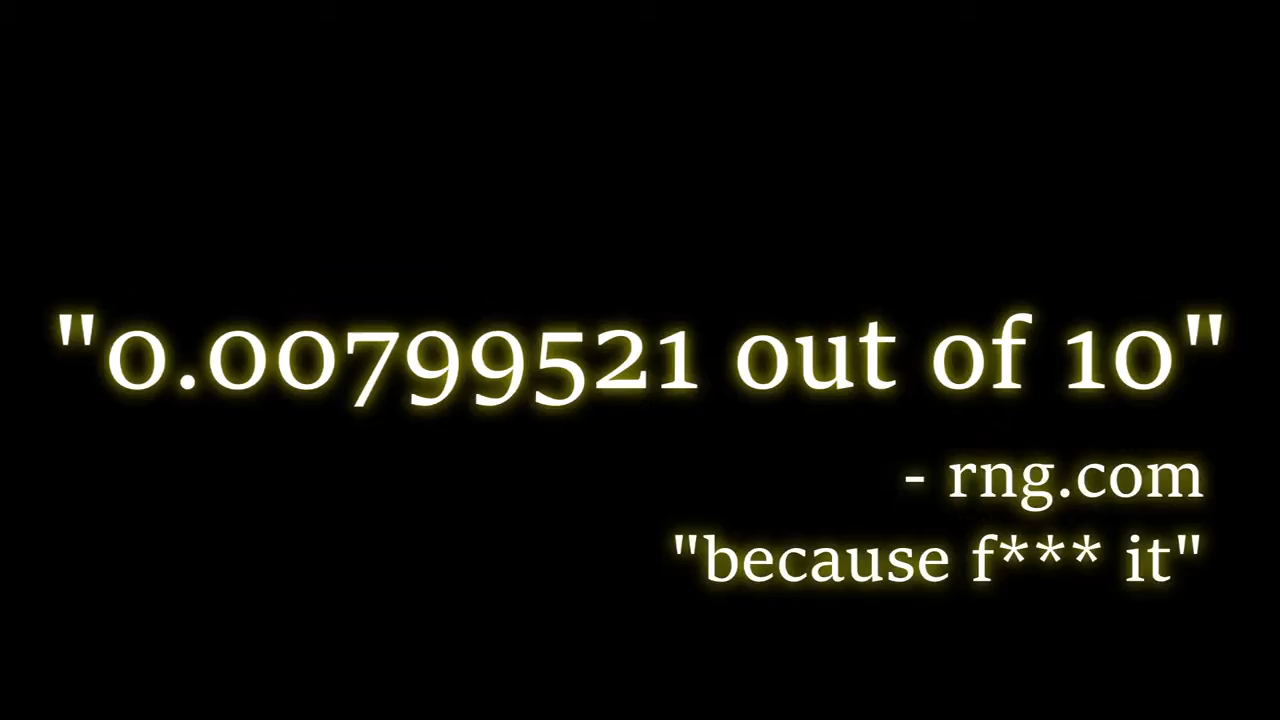 "0.00799521 out of 10"
- rng.com
"because f*** it"